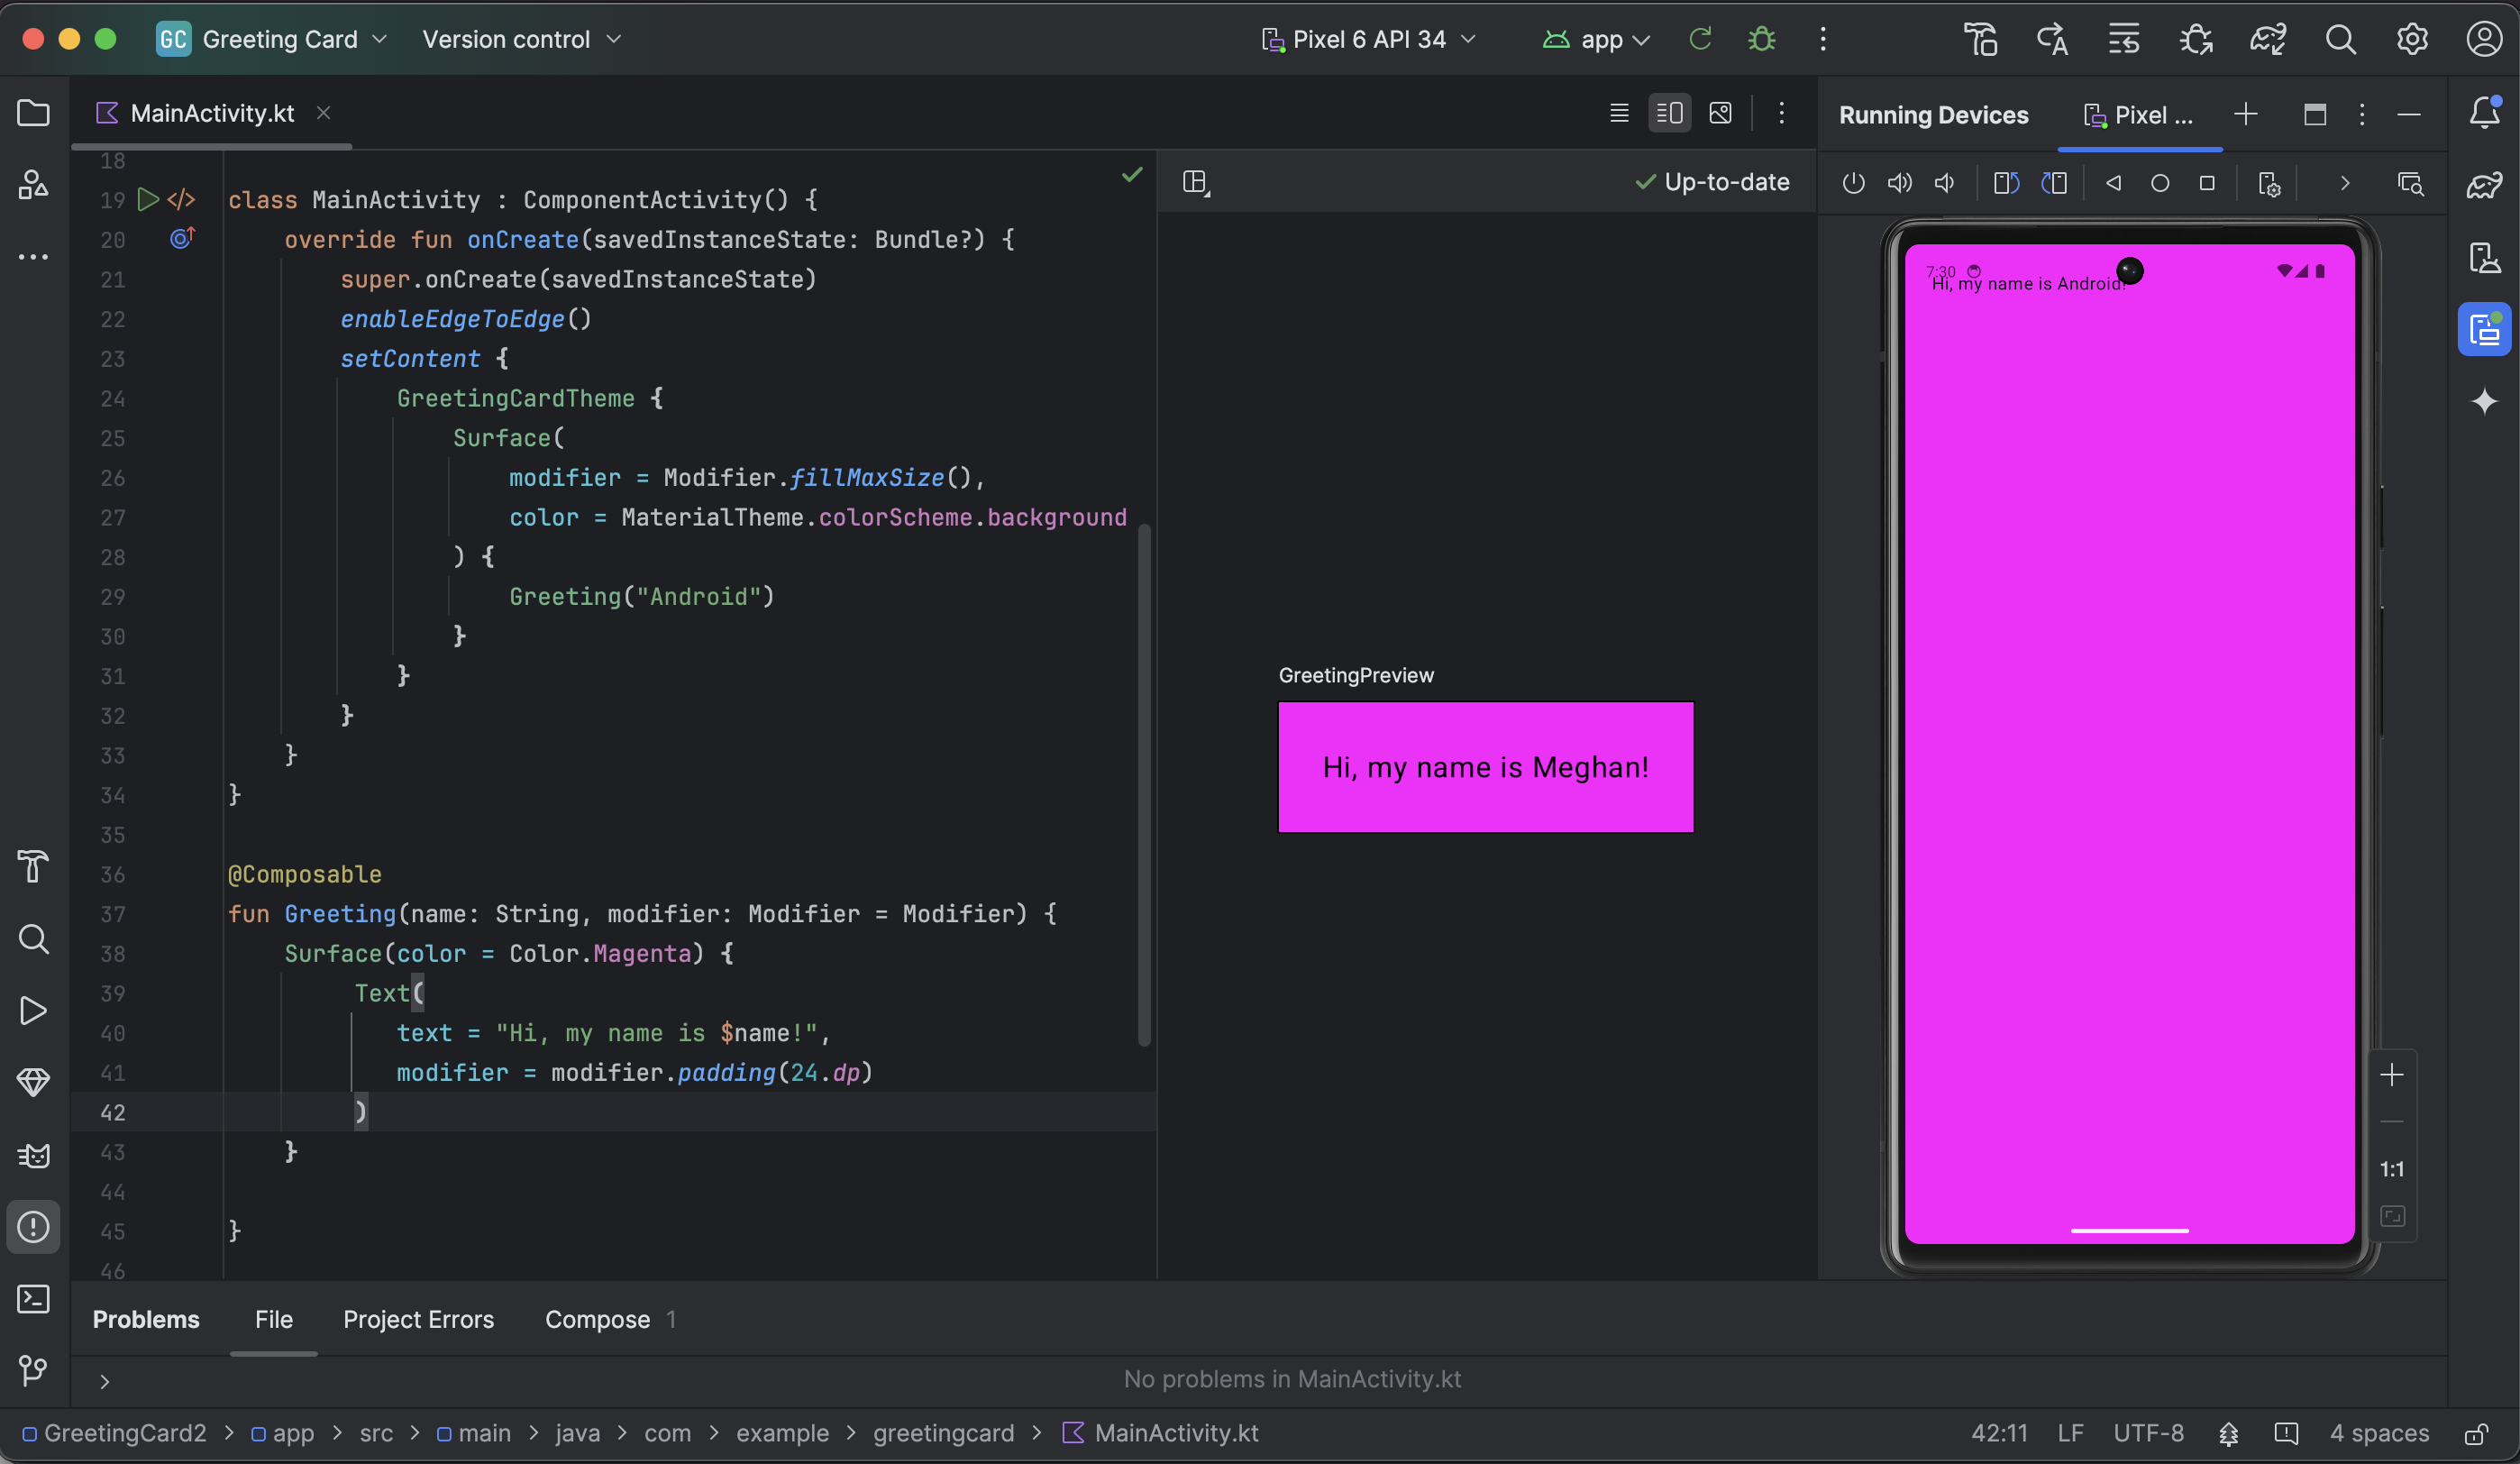 GC Greeting Card Version control Pixel 6 API 34 app
MainActivity.kt
Running Devices Pixel ...
Up-to-date
18
19 class MainActivity : ComponentActivity() {
20 override fun onCreate(savedInstanceState: Bundle?) {
21 super.onCreate(savedInstanceState)
22 enableEdgeToEdge()
23 setContent {
24 GreetingCardTheme {
25 Surface(
26 modifier = Modifier.fillMaxSize(),
27 color = MaterialTheme.colorScheme.background
28 ) {
29 Greeting("Android")
30 }
31 }
32 }
33 }
34 }
35
36 @Composable
37 fun Greeting(name: String, modifier: Modifier = Modifier) {
38 Surface(color = Color.Magenta) {
39 Text(
40 text = "Hi, my name is $name!",
41 modifier = modifier.padding(24.dp)
42 )
43 }
44
45 }
46
GreetingPreview
Hi, my name is Meghan!
7:30
Hi, my name is Android!
1:1
Problems File Project Errors Compose 1
No problems in MainActivity.kt
GreetingCard2 > app > src > main > java > com > example > greetingcard > MainActivity.kt 42:11 LF UTF-8 4 spaces